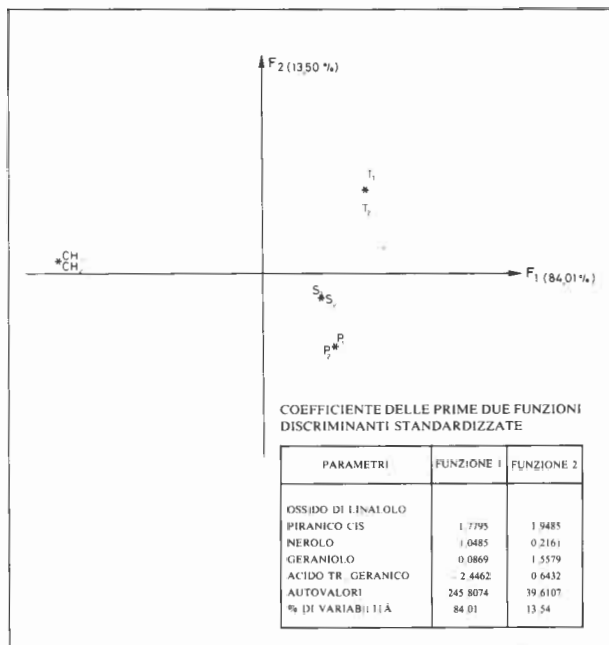 F2 (13,50 %)
T1
*
T2
*CH
CH
F1 (84,01%)
S
*S
P
P2*
COEFFICIENTE DELLE PRIME DUE FUNZIONI
DISCRIMINANTI STANDARDIZZATE
PARAMETRI FUNZIONE 1 FUNZIONE 2
OSSIDO DI LINALOLO
PIRANICO CIS 1.7795 1.9485
NEROLO 1.0485 0.2161
GERANIOLO 0.0869 1.5579
ACIDO TR. GERANICO - 2.4462 0.6432
AUTOVALORI 245.8074 39.6107
% DI VARIABILITÀ 84.01 13.54